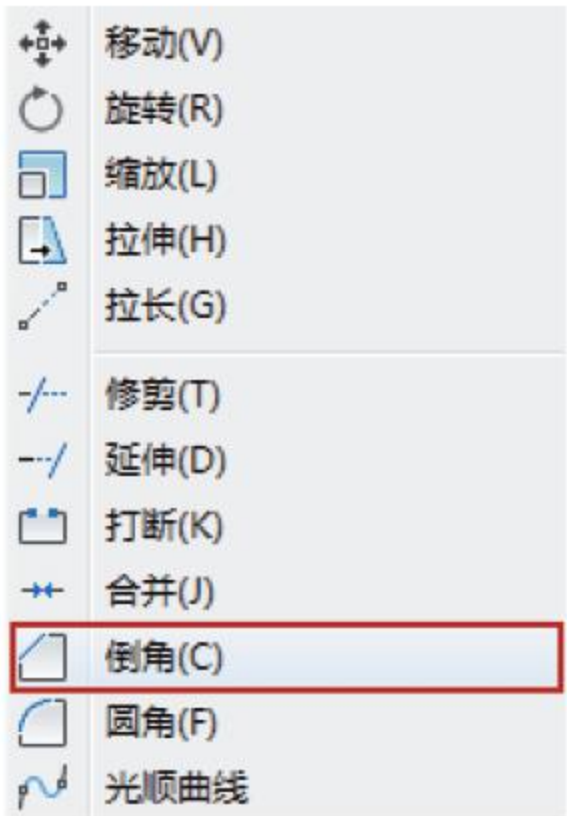 移动(V)
旋转(R)
缩放(L)
拉伸(H)
拉长(G)
修剪(T)
延伸(D)
打断(K)
合并(J)
倒角(C)
圆角(F)
光顺曲线